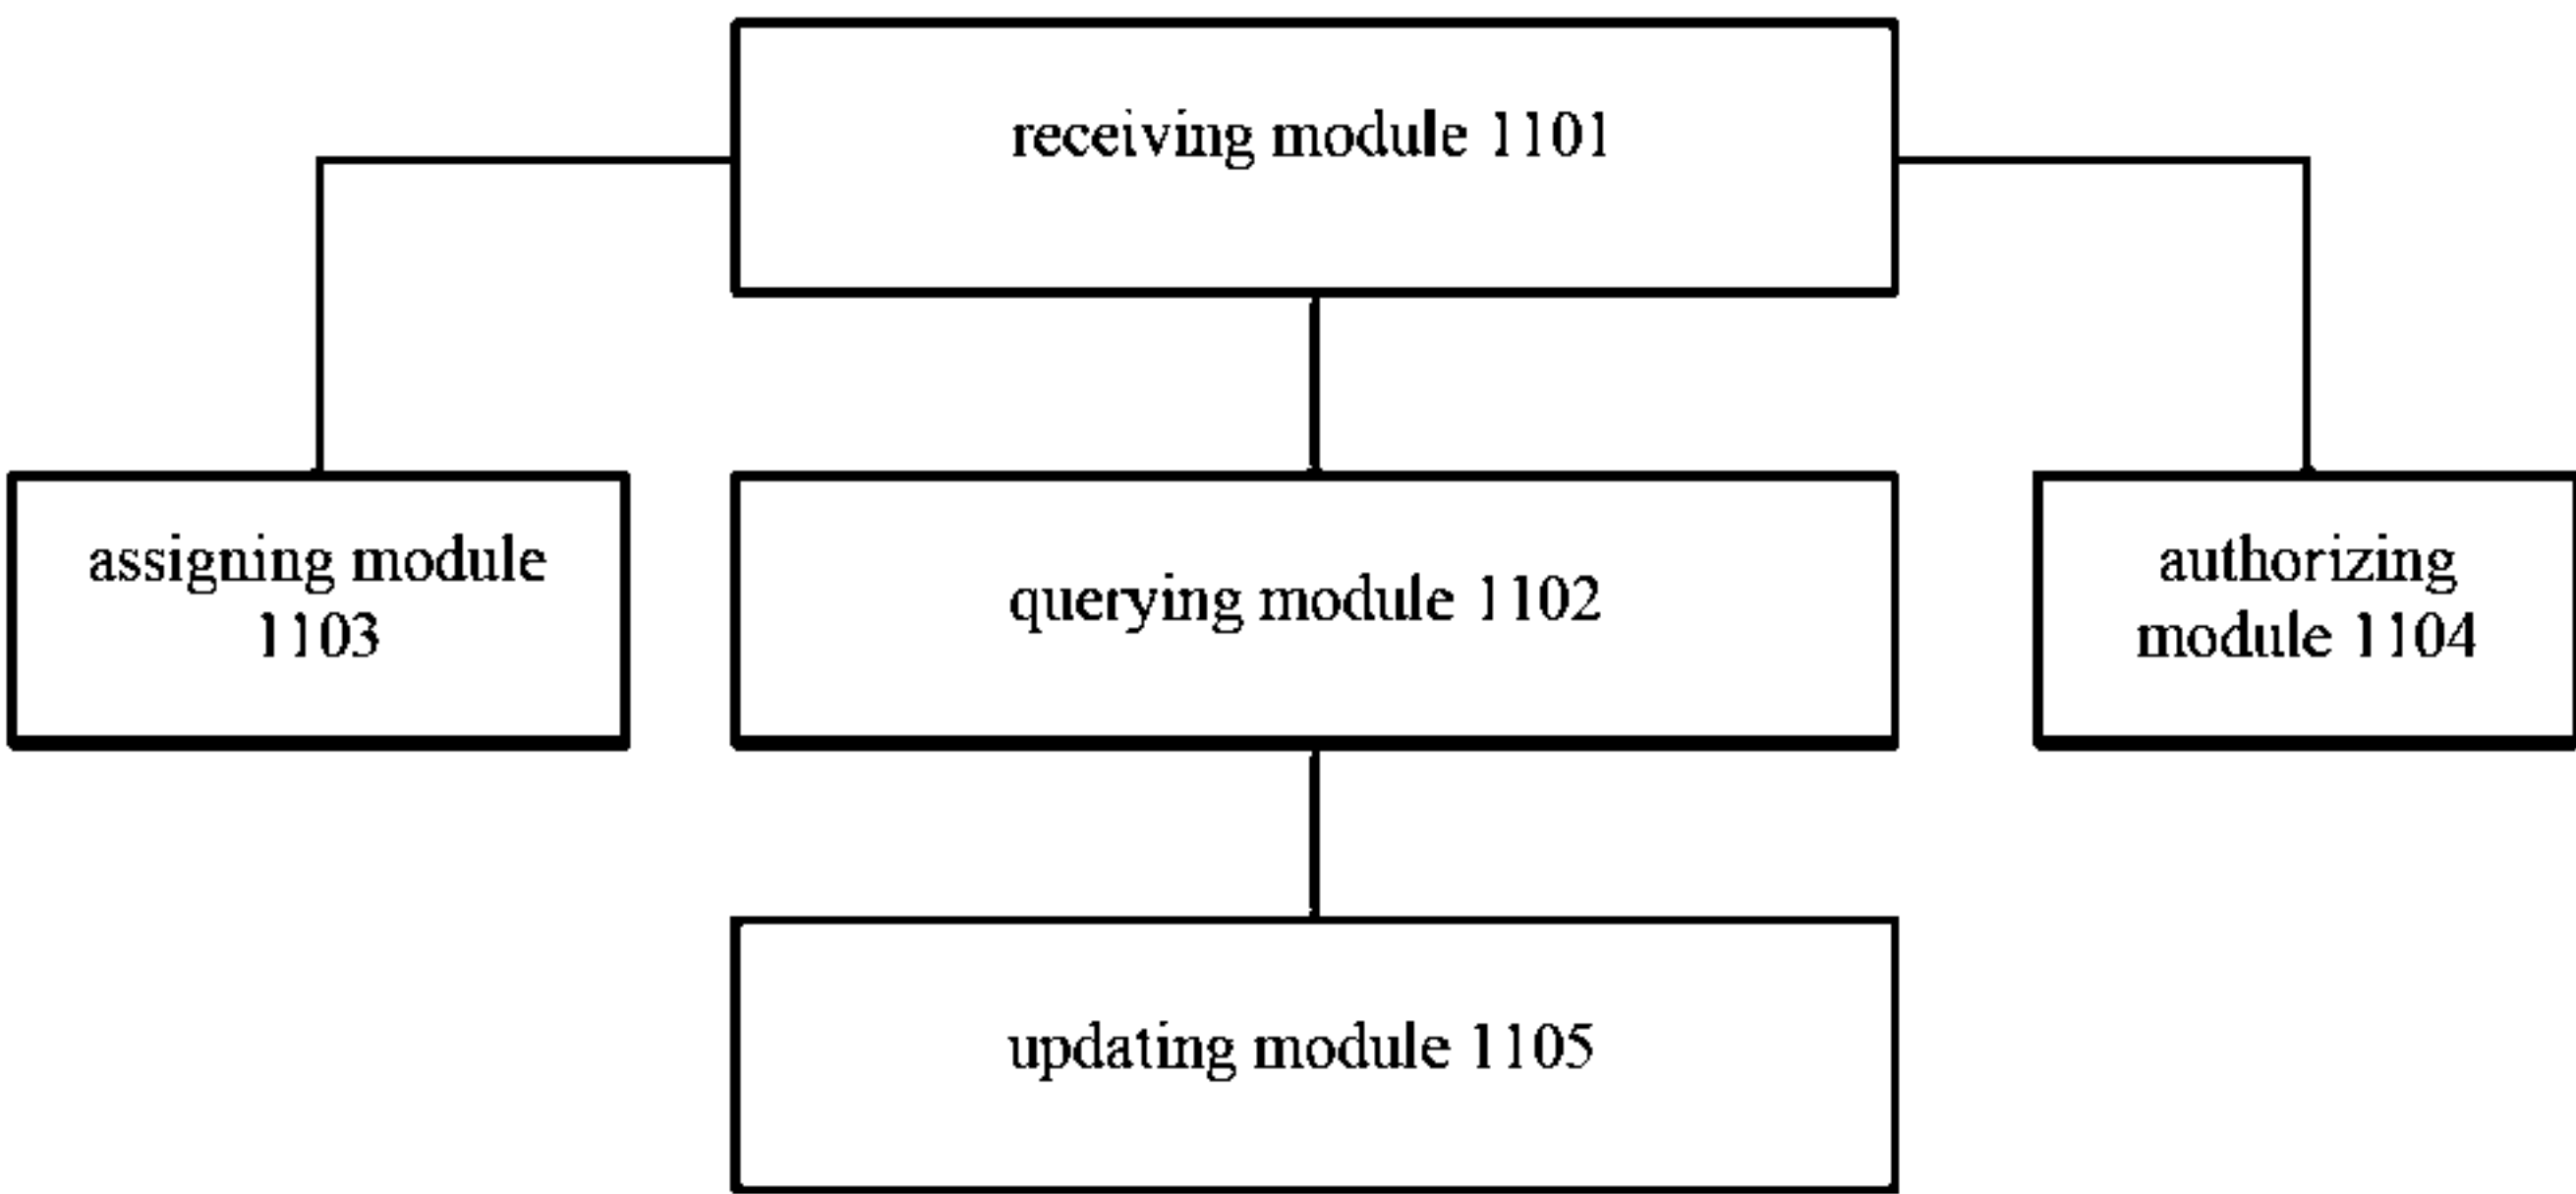 receiving module 1101
assigning module
1103
querying module 1102
authorizing
module 1104
updating module 1105